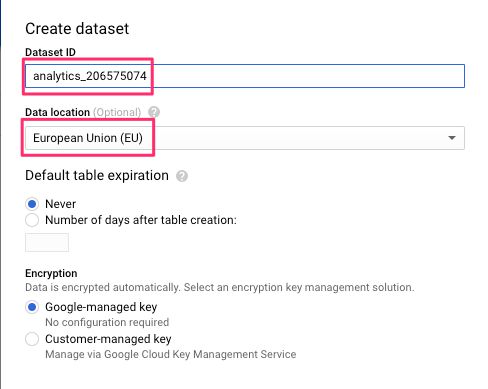 Create dataset
Dataset ID
analytics_206575074
Data location (Optional) ?
European Union (EU)
Default table expiration ?
Never
Number of days after table creation:
Encryption
Data is encrypted automatically. Select an encryption key management solution.
Google-managed key
No configuration required
Customer-managed key
Manage via Google Cloud Key Management Service